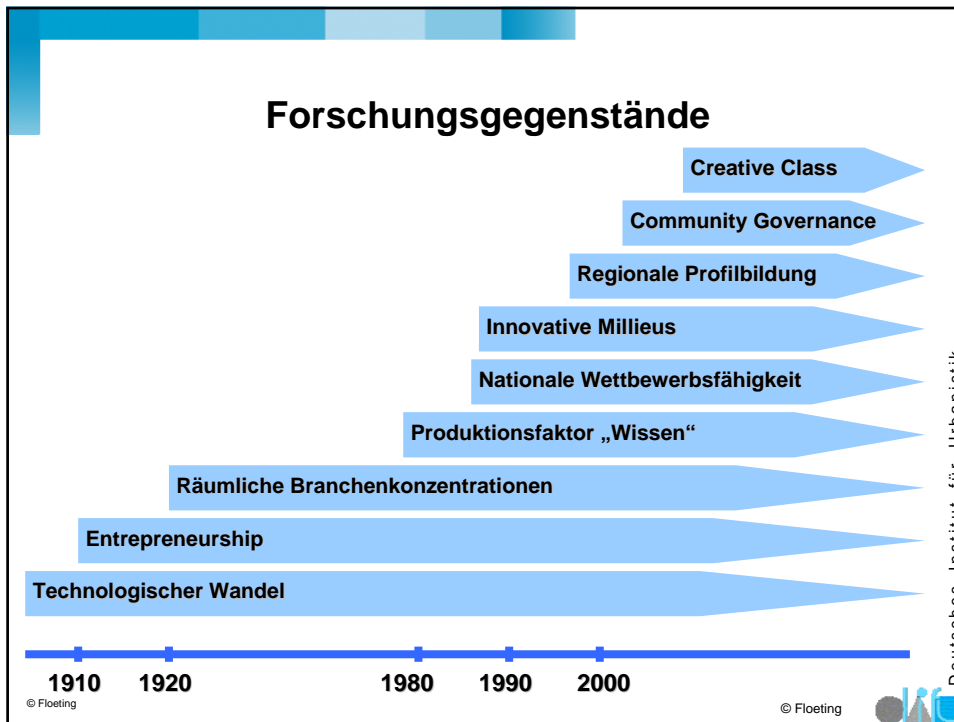 Forschungsgegenstände
Creative Class
Community Governance
Regionale Profilbildung
Innovative Millieus
Nationale Wettbewerbsfähigkeit
Produktionsfaktor „Wissen“
Räumliche Branchenkonzentrationen
Entrepreneurship
Technologischer Wandel
1910 1920 1980 1990 2000
© Floeting
© Floeting
Deutsches Institut für Urbanistik